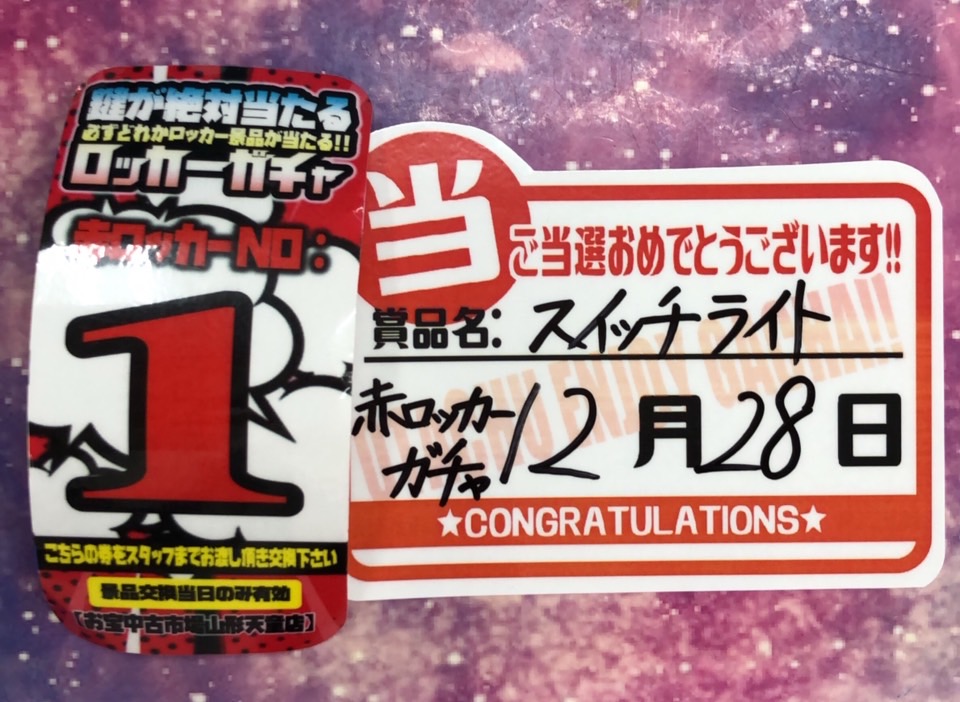 鍵が絶対当たる
必ずどれかロッカー景品が当たる!!
ロッカーガチャ
赤ロッカーNO:
1
こちらの券をスタッフまでお渡し頂き交換下さい
景品交換当日のみ有効
【お宝中古市場山形天童店】
当
ご当選おめでとうございます!!
賞品名: スイッチライト
赤ロッカー
ガチャ
12月28日
★CONGRATULATIONS★